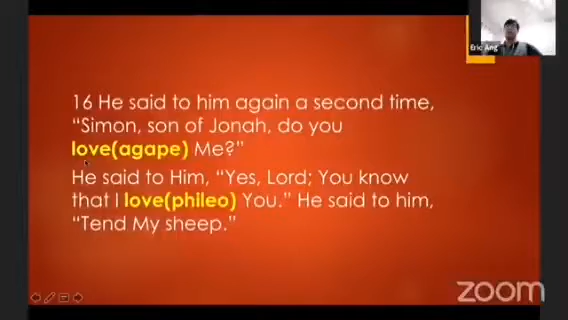 Eric Ang
16 He said to him again a second time,
“Simon, son of Jonah, do you
love(agape) Me?”
He said to Him, “Yes, Lord; You know
that I love(phileo) You.” He said to him,
“Tend My sheep.”
zoom